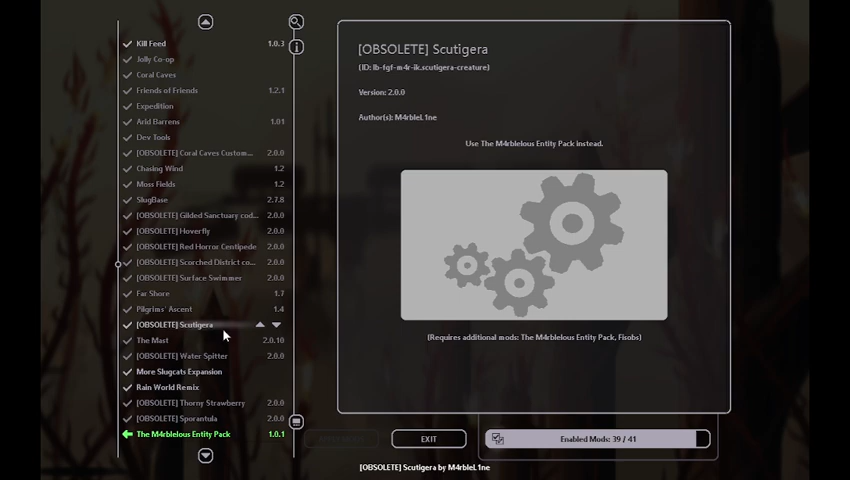 Kill Feed 1.0.3
Jolly Co-op
Coral Caves
Friends of Friends 1.2.1
Expedition
Arid Barrens 1.01
Dev Tools
[OBSOLETE] Coral Caves Custom... 2.0.0
Chasing Wind 1.2
Moss Fields 1.2
SlugBase 2.7.8
[OBSOLETE] Gilded Sanctuary cod... 2.0.0
[OBSOLETE] Hoverfly 2.0.0
[OBSOLETE] Red Horror Centipede 2.0.0
[OBSOLETE] Scorched District co... 2.0.0
[OBSOLETE] Surface Swimmer 2.0.0
Far Shore 1.7
Pilgrims' Ascent 1.4
[OBSOLETE] Scutigera
The Mast 2.0.10
[OBSOLETE] Water Spitter 2.0.0
More Slugcats Expansion
Rain World Remix
[OBSOLETE] Thorny Strawberry 2.0.0
[OBSOLETE] Sporantula 2.0.0
The M4rblelous Entity Pack 1.0.1
[OBSOLETE] Scutigera
(ID: lb-fgf-m4r-ik.scutigera-creature)
Version: 2.0.0
Author(s): M4rbleL1ne
Use The M4rblelous Entity Pack instead.
(Requires additional mods: The M4rblelous Entity Pack, Fisobs)
APPLY MODS
EXIT
Enabled Mods: 39 / 41
[OBSOLETE] Scutigera by M4rbleL1ne